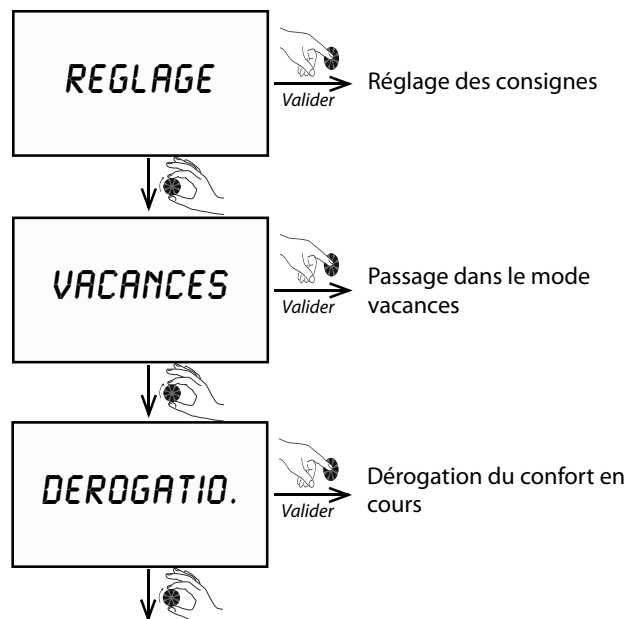 REGLAGE
Valider
Réglage des consignes
VACANCES
Valider
Passage dans le mode
vacances
DEROGATIO.
Valider
Dérogation du confort en
cours